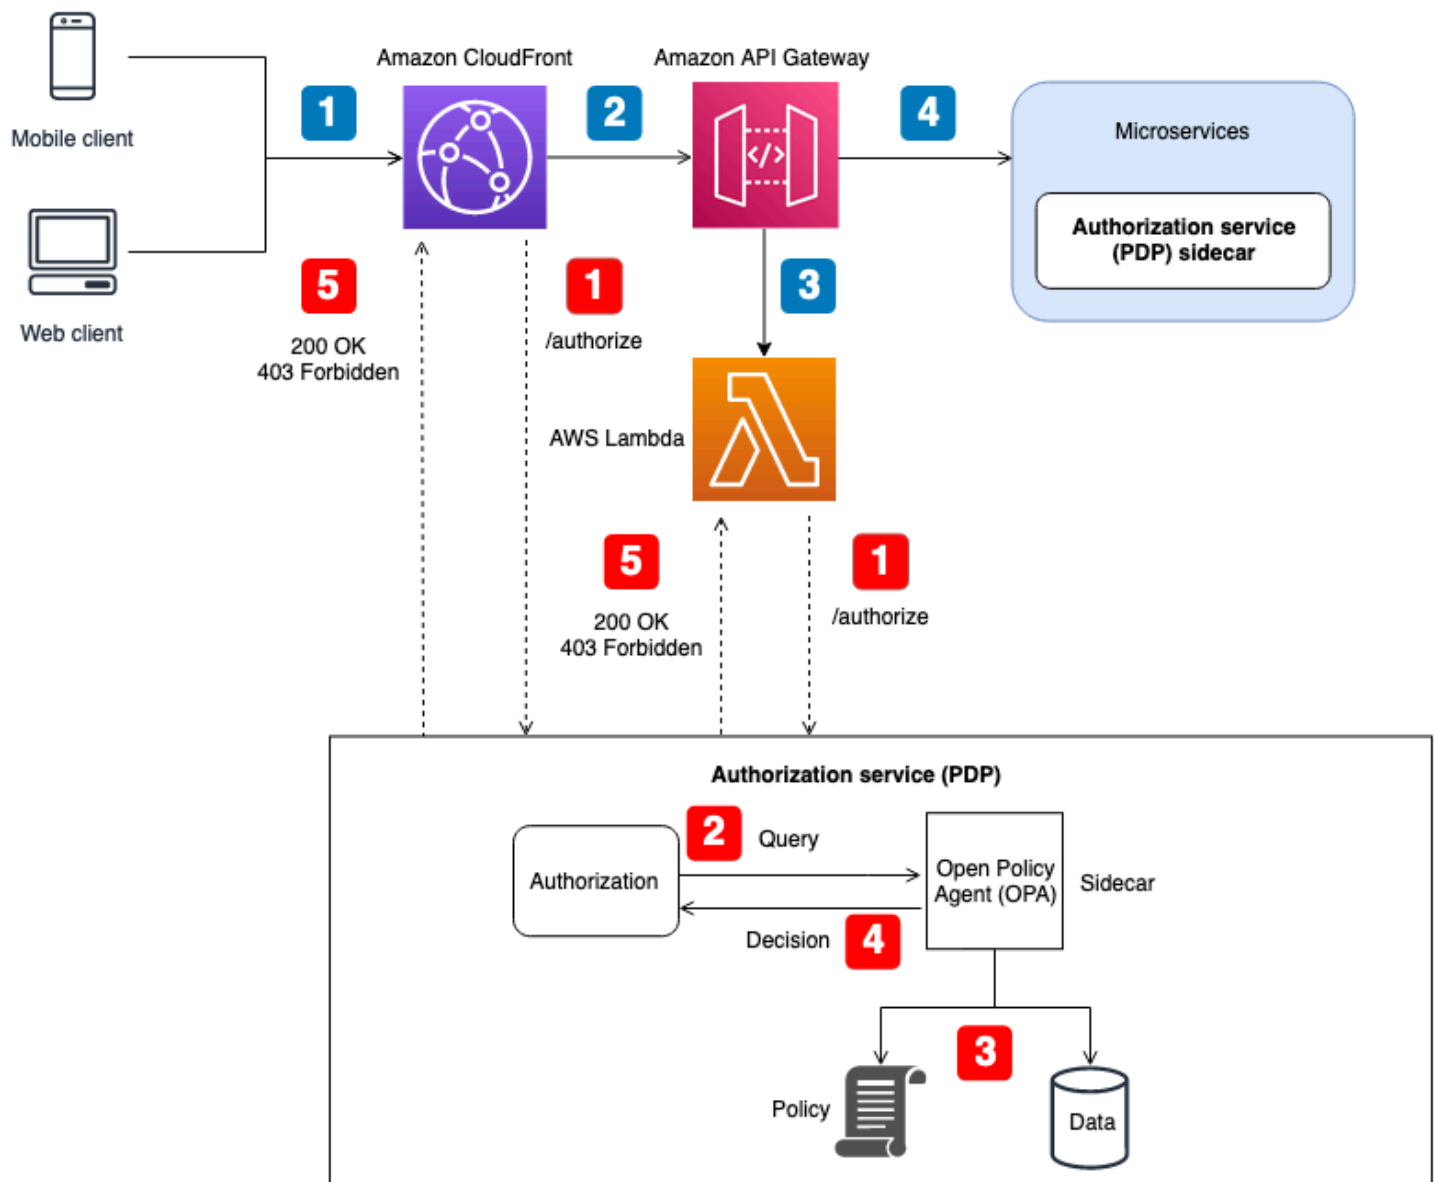 Amazon CloudFront
Amazon API Gateway
1
2
4
Mobile client
Microservices
Authorization service
(PDP) sidecar
5
1
3
Web client
200 OK
403 Forbidden
/authorize
AWS Lambda
5
1
200 OK
403 Forbidden
/authorize
Authorization service (PDP)
2
Query
Authorization
Open Policy
Agent (OPA)
Sidecar
Decision
4
3
Policy
Data